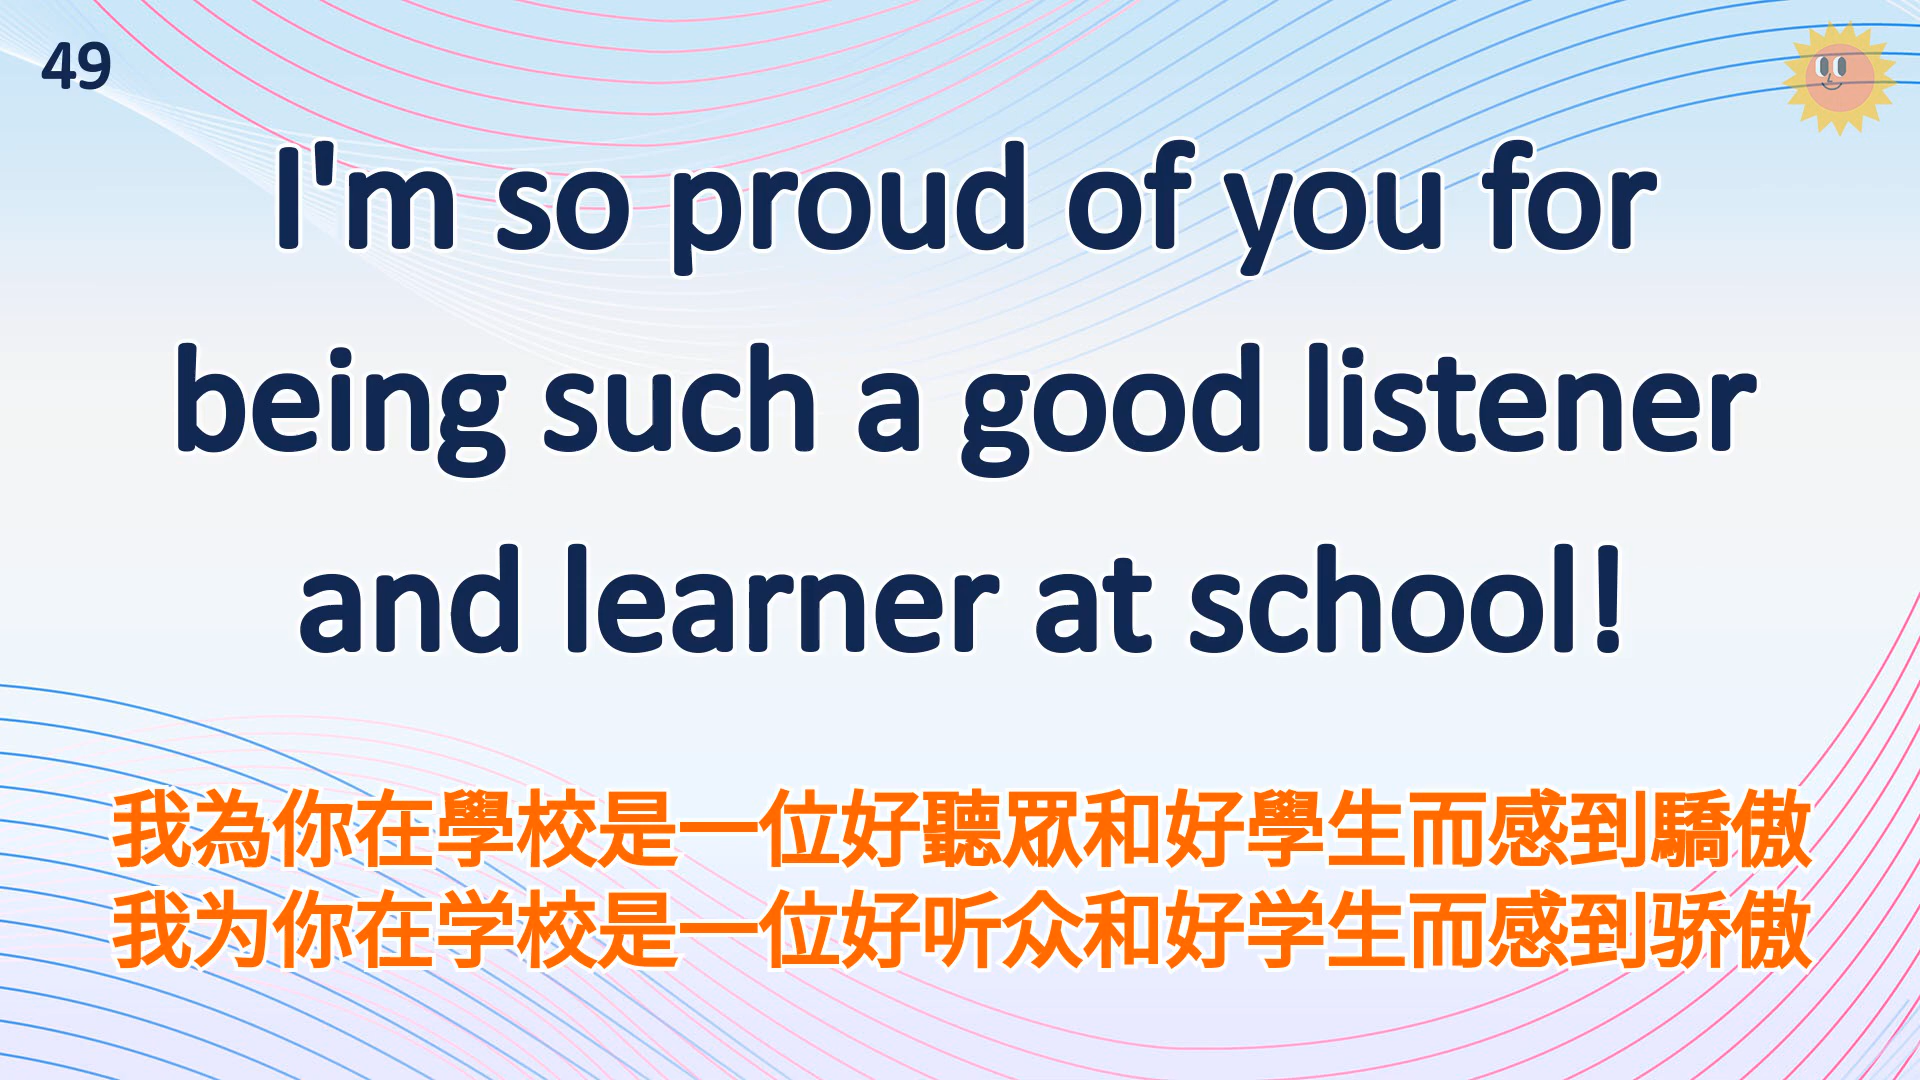 49
I'm so proud of you for
being such a good listener
and learner at school!
我為你在學校是一位好聽眾和好學生而感到驕傲
我为你在学校是一位好听众和好学生而感到骄傲